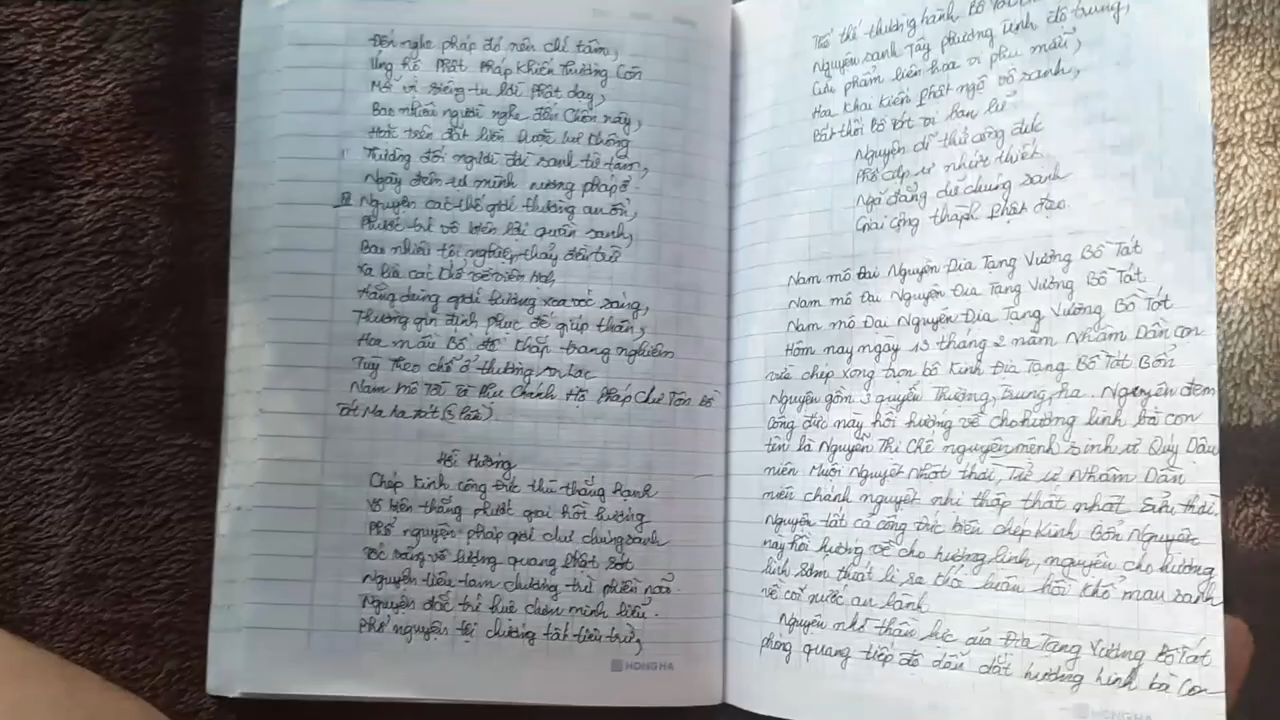 Đến nghe pháp đó nên chí tâm,
Ủng hộ Phật Pháp khiến thường còn
Mỗi vị siêng tu lời Phật dạy,
Bao nhiêu người nghe đến chốn này,
Hoặc trên đất liền hoặc hư không
Thường đối người đời sanh từ tâm,
Ngày đêm tự mình nương pháp ở.
Nguyện các thế giới thường an ổn,
Phước trí vô biên lợi quần sanh,
Bao nhiêu tội nghiệp thảy đều trừ
Xa lìa các khổ về viên
Hằng dùng giới hương xoa vóc sáng,
Thường gìn định phục để giúp thân,
Hoa mầu Bồ đề khắp trang nghiêm
Tùy theo chỗ ở thường an lạc
Nam mô Hộ Pháp Chư Tôn Bồ
Tát Ma ha tát (3 lần)
Hồi Hướng
Chép kinh công đức thù thắng hạnh
Vô biên thắng phước giai hồi hướng
Phổ nguyện pháp giới chư chúng sanh
Tốc vãng vô lượng quang Phật sát
Nguyện tiêu tam chướng trừ phiền não.
Nguyện đắc trí huệ chơn minh liễu.
Phổ nguyện tội chướng tất tiêu trừ,
HONG HA
Thế thế thường hành Bồ Tát
Nguyện sanh Tây phương tịnh độ trung,
Cửu phẩm liên hoa vi phụ mẫu,
Hoa khai kiến phật ngộ vô sanh,
Bất thối Bồ tát vi bạn lữ
Nguyện dĩ thử công đức
Phổ cập ư nhứt thiết
Ngã đẳng dữ chúng sanh
Giai cộng thành Phật đạo.
Nam mô Đại Nguyện Địa Tạng Vương Bồ Tát
Nam mô Đại Nguyện Địa Tạng Vương Bồ Tát.
Nam mô Đại Nguyện Địa Tạng Vương Bồ Tát
Hôm nay ngày 13 tháng 2 năm Nhâm Dần con
vừa chép xong trọn bộ Kinh Địa Tạng Bồ Tát Bổn
Nguyện gồm 3 quyển Thượng, Trung, hạ. Nguyện đem
công đức này hồi hướng về cho hương linh bà con
tên là Nguyễn Thị Chê nguyên mệnh sinh ư Quý Dậu
niên Mười Nguyệt Nhật thời, Tử ư Nhâm Dần
niên chánh nguyệt nhị thập thất nhật Sửu thời.
Nguyện tất cả công đức biên chép Kinh Bổn Nguyện
này hồi hướng về cho hương linh, nguyện cho hương
linh sớm thoát li sa khỏi luân hồi khổ mau sanh
về cõi nước an lành
Nguyện nhờ thần lực của Địa Tạng Vương Bồ Tát
phóng quang tiếp độ dẫn dắt hương linh bà con
HONG HA